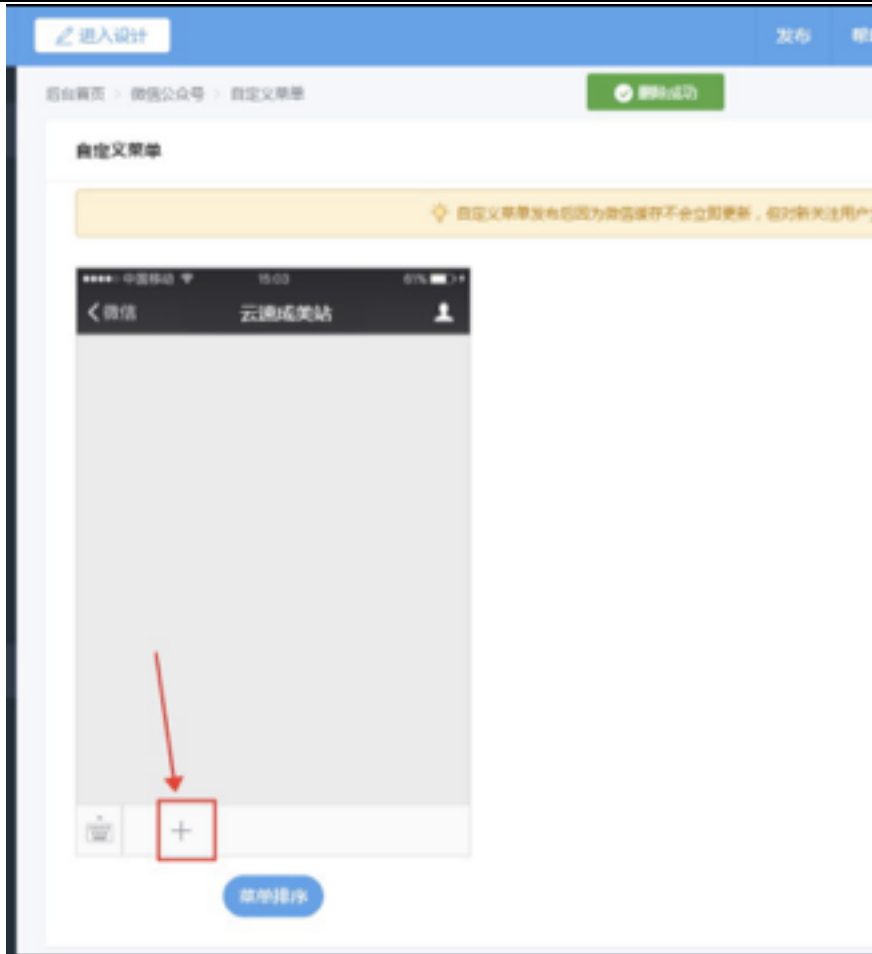 进入设计
发布
后台首页 > 微信公众号 > 自定义菜单
删除成功
自定义菜单
自定义菜单发布后因为微信缓存不会立即更新，但对新关注用户
中国移动
15:03
61%
微信
云速成美站
菜单排序